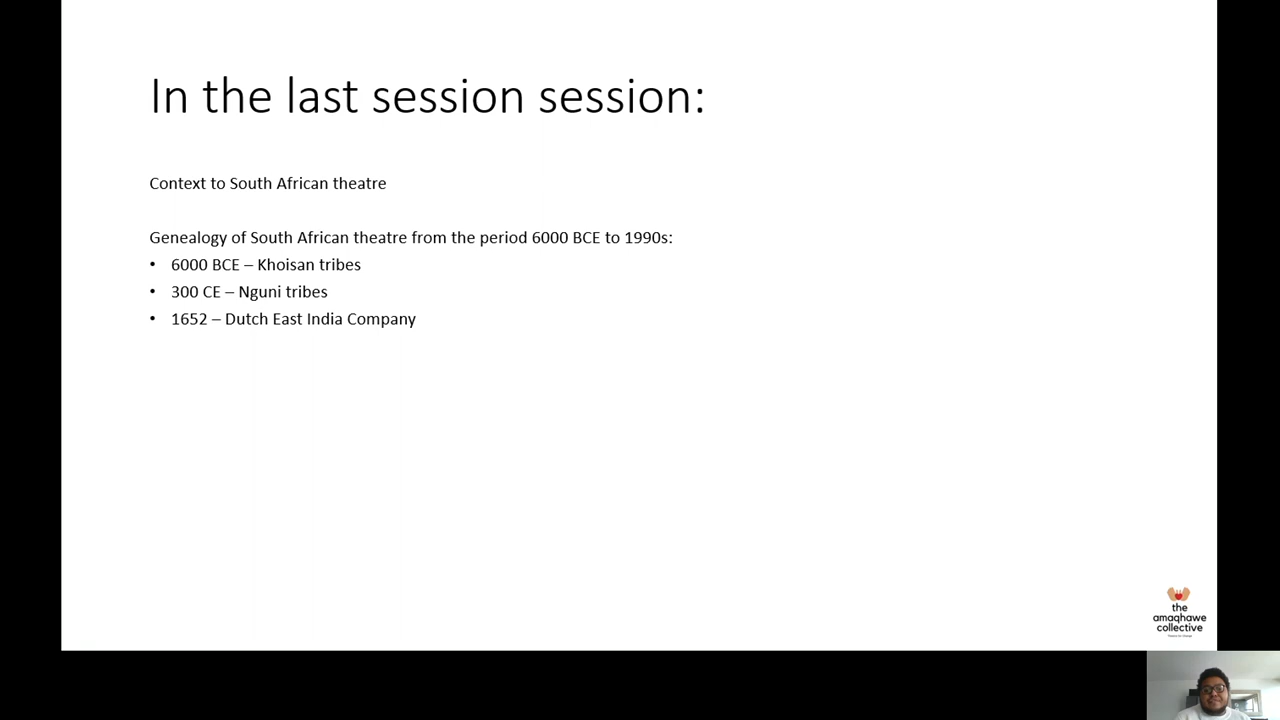 In the last session session:
Context to South African theatre
Genealogy of South African theatre from the period 6000 BCE to 1990s:
• 6000 BCE – Khoisan tribes
• 300 CE – Nguni tribes
• 1652 – Dutch East India Company
the
amaqhawe
collective